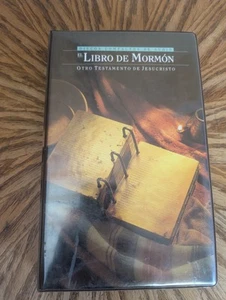 EL LIBRO DE MORMÓN
OTRO TESTAMENTO DE JESUCRISTO